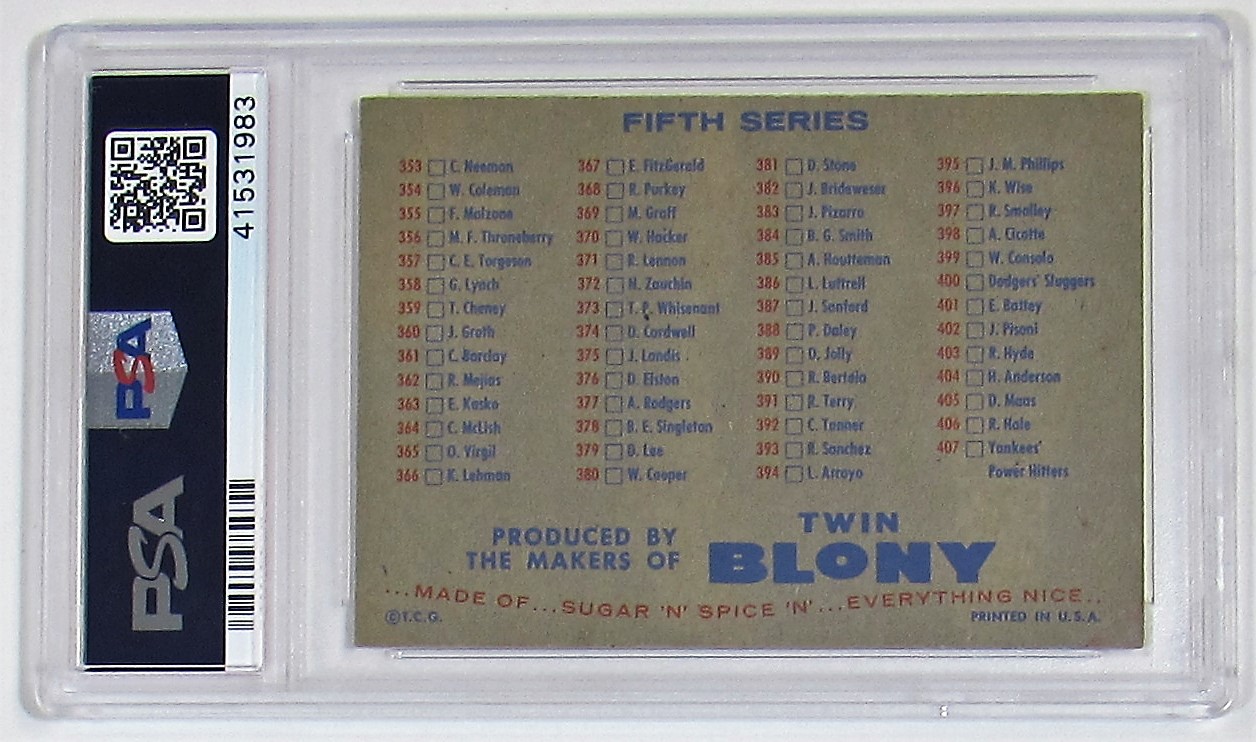 41531983
PSA
PSA
FIFTH SERIES
353 C. Neeman
354 W. Coleman
355 F. Malzone
356 M. F. Throneberry
357 C. E. Torgeson
358 G. Lynch
359 T. Cheney
360 J. Groth
361 C. Barclay
362 R. Mejias
363 E. Kasko
364 C. McLish
365 O. Virgil
366 K. Lehman
367 E. FitzGerald
368 R. Purkey
369 M. Graff
370 W. Hacker
371 R. Lennon
372 N. Zauchin
373 T. P. Whisenant
374 D. Cardwell
375 J. Landis
376 D. Elston
377 A. Rodgers
378 B. E. Singleton
379 D. Lee
380 W. Cooper
381 D. Stone
382 J. Brideweser
383 J. Pizarro
384 B. G. Smith
385 A. Houtteman
386 L. Luttrell
387 J. Sanford
388 P. Daley
389 D. Jolly
390 R. Bertoia
391 R. Terry
392 C. Tanner
393 R. Sanchez
394 L. Arroyo
395 J. M. Phillips
396 K. Wise
397 R. Smalley
398 A. Cicotte
399 W. Consolo
400 Dodgers' Sluggers
401 E. Battey
402 J. Pisoni
403 R. Hyde
404 H. Anderson
405 D. Maas
406 R. Hale
407 Yankees'
Power Hitters
PRODUCED BY
THE MAKERS OF
TWIN
BLONY
...MADE OF...SUGAR 'N' SPICE 'N'...EVERYTHING NICE..
©T.C.G.
PRINTED IN U.S.A.